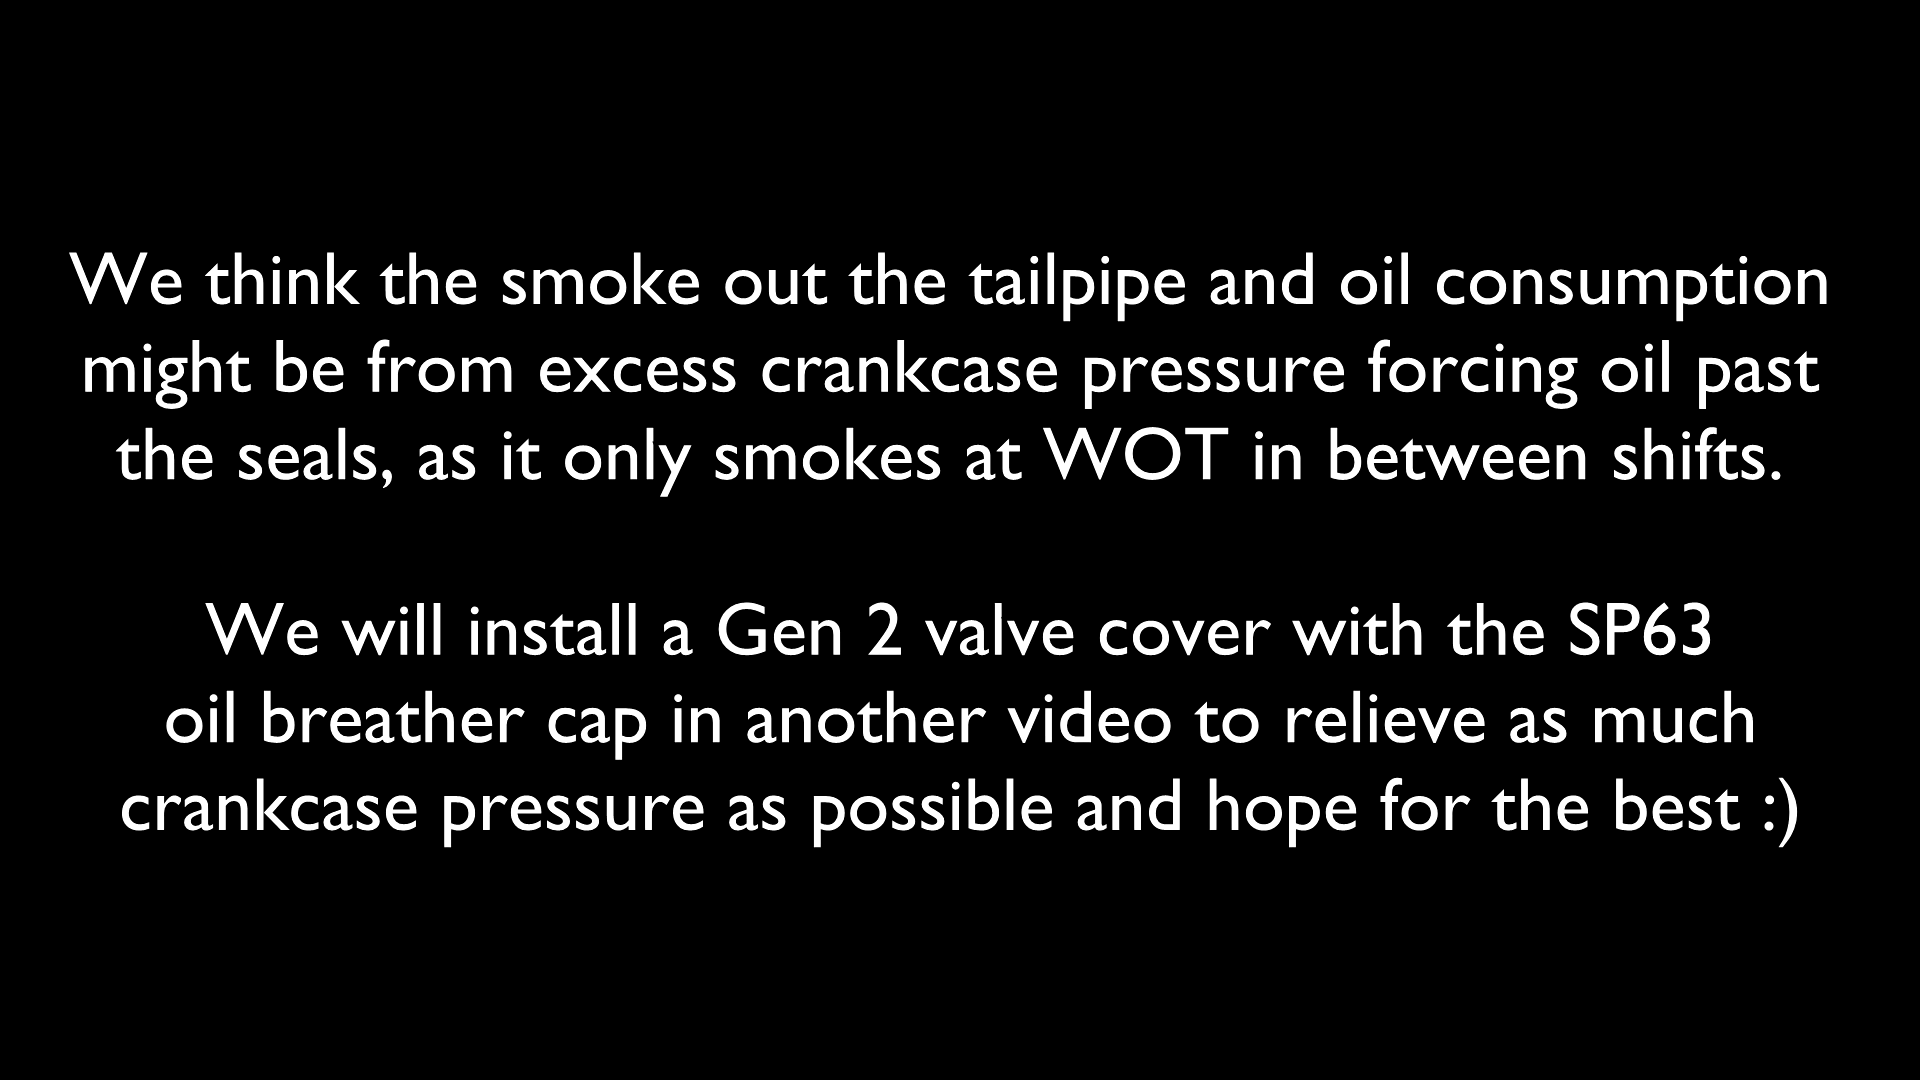 We think the smoke out the tailpipe and oil consumption
might be from excess crankcase pressure forcing oil past
the seals, as it only smokes at WOT in between shifts.
We will install a Gen 2 valve cover with the SP63
oil breather cap in another video to relieve as much
crankcase pressure as possible and hope for the best :)